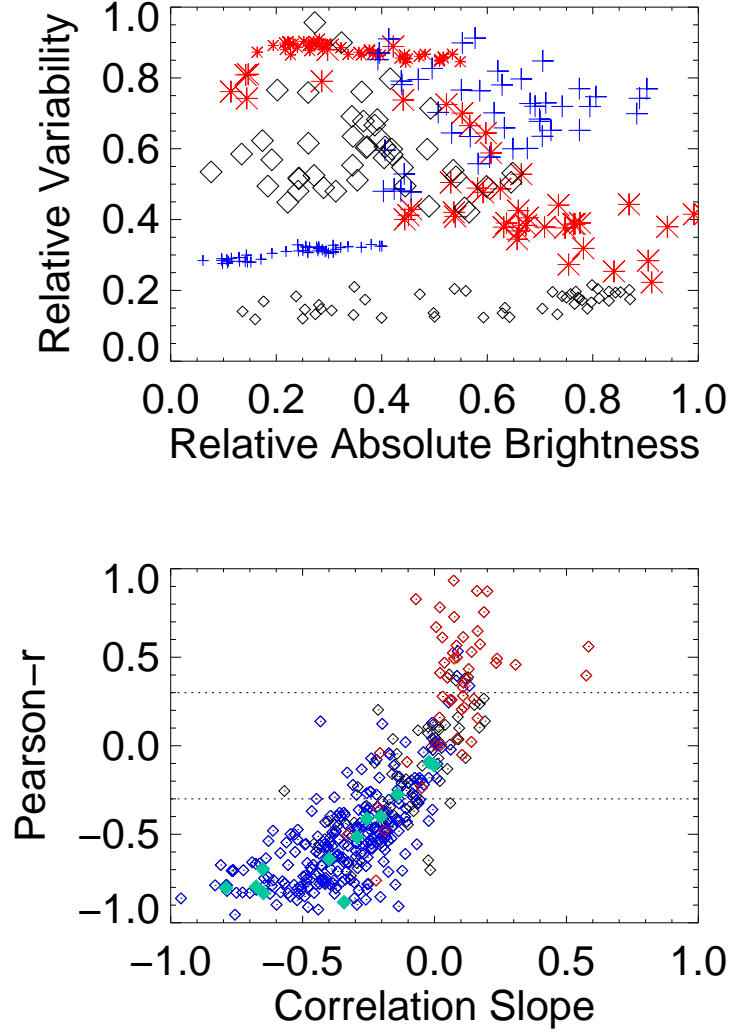 Relative Variability
1.0
0.8
0.6
0.4
0.2
0.0
0.0 0.2 0.4 0.6 0.8 1.0
Relative Absolute Brightness
Pearson−r
1.0
0.5
0.0
−0.5
−1.0
−1.0 −0.5 0.0 0.5 1.0
Correlation Slope